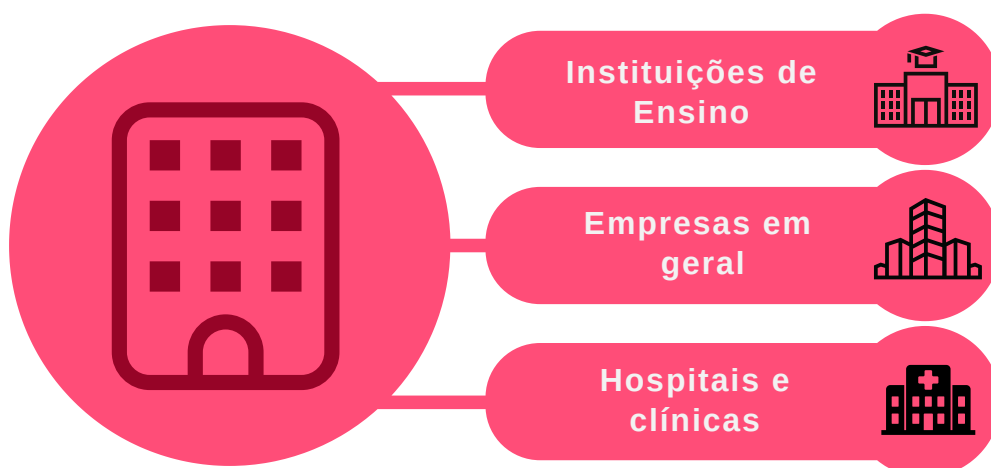 Instituições de
Ensino
Empresas em
geral
Hospitais e
clínicas